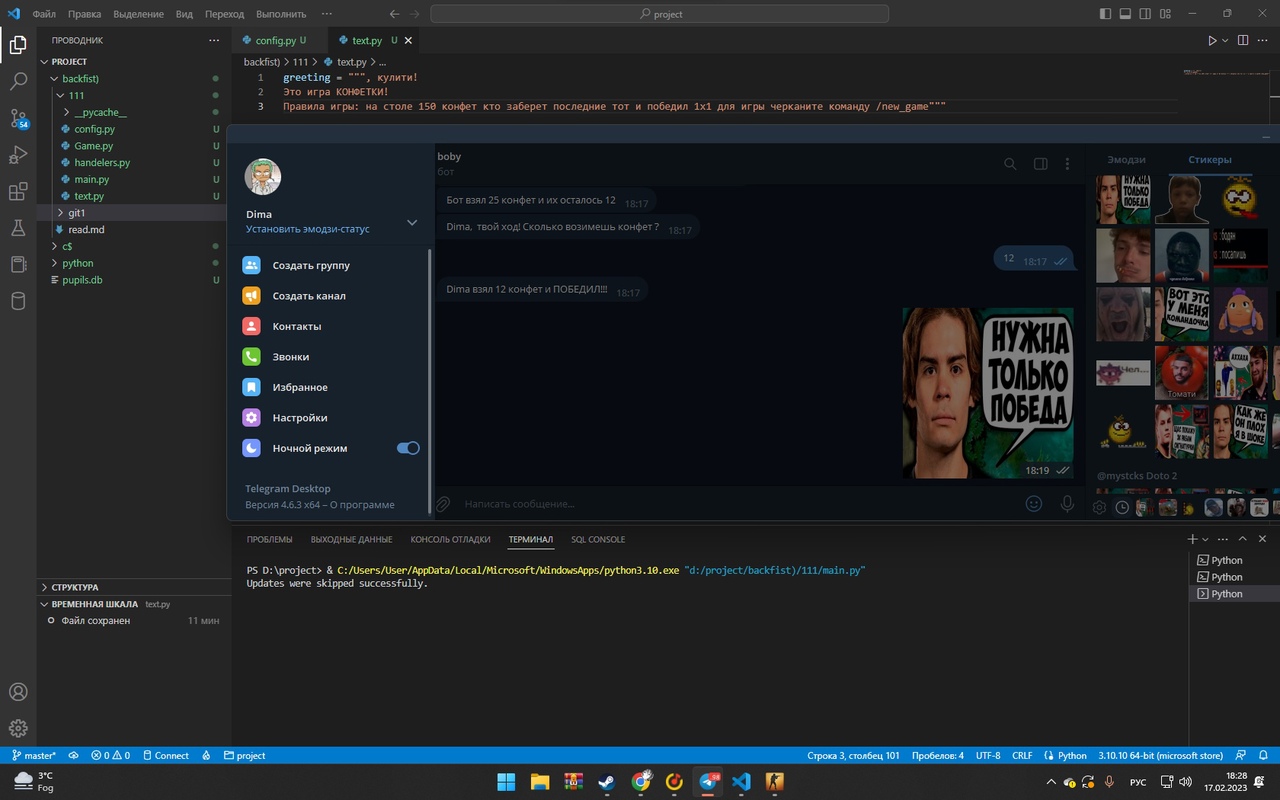 Файл Правка Выделение Вид Переход Выполнить ···
project
ПРОВОДНИК ···
config.py U
text.py U
backfist) > 111 > text.py > ...
PROJECT
backfist)
111
__pycache__
config.py U
Game.py U
handelers.py U
main.py U
text.py U
git1
read.md
c$
python
pupils.db U
1 greeting = """, кулити!
2 Это игра КОНФЕТКИ!
3 Правила игры: на столе 150 конфет кто заберет последние тот и победил 1х1 для игры черканите команду /new_game"""
Dima
Установить эмодзи-статус
Создать группу
Создать канал
Контакты
Звонки
Избранное
Настройки
Ночной режим
Telegram Desktop
Версия 4.6.3 x64 – О программе
boby
бот
Бот взял 25 конфет и их осталось 12 18:17
Dima, твой ход! Сколько возимешь конфет ? 18:17
12 18:17
Dima взял 12 конфет и ПОБЕДИЛ!!! 18:17
НУЖНА
ТОЛЬКО
ПОБЕДА
18:19
Написать сообщение...
Эмодзи Стикеры
НУЖНА
ТОЛЬКО
ПОБЕДА
ВОТ ЭТО
У МЕНЯ
КОМАНДОЧКА
Чел...
Томати
АХХАХА
КАК ЖЕ
ОН ПЛОХ
Я В ШОКЕ
@mystcks Doto 2
ПРОБЛЕМЫ ВЫХОДНЫЕ ДАННЫЕ КОНСОЛЬ ОТЛАДКИ ТЕРМИНАЛ SQL CONSOLE
PS D:\project> & C:/Users/User/AppData/Local/Microsoft/WindowsApps/python3.10.exe "d:/project/backfist)/111/main.py"
Updates were skipped successfully.
Python
Python
Python
СТРУКТУРА
ВРЕМЕННАЯ ШКАЛА text.py
Файл сохранен 11 мин
54
master* 0 0 Connect project
Строка 3, столбец 101 Пробелов: 4 UTF-8 CRLF Python 3.10.10 64-bit (microsoft store)
3°C
Fog
98
РУС
18:28
17.02.2023